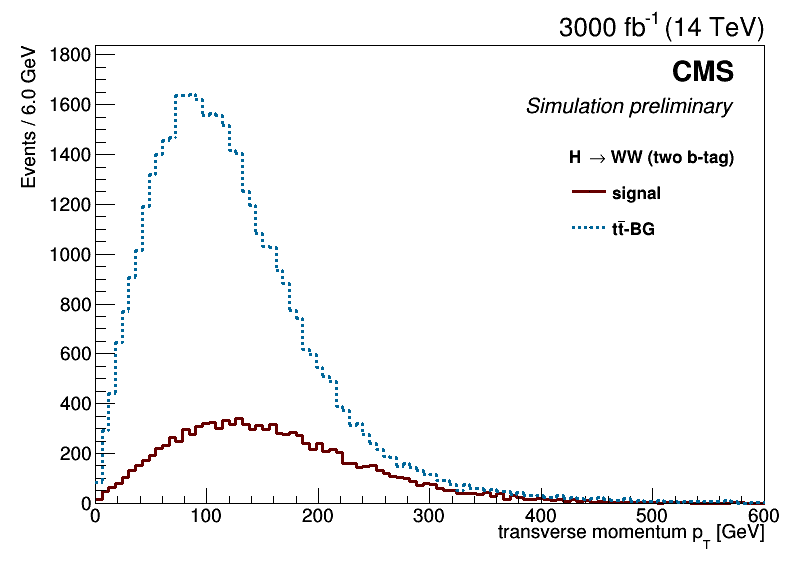 3000 fb⁻¹ (14 TeV)
CMS
Simulation preliminary
H → WW (two b-tag)
signal
tt̄-BG
Events / 6.0 GeV
1800
1600
1400
1200
1000
800
600
400
200
0
0 100 200 300 400 500 600
transverse momentum p_T [GeV]